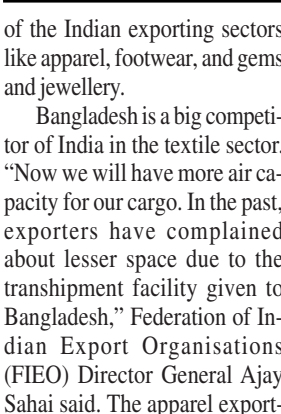 of the Indian exporting sectors
like apparel, footwear, and gems
and jewellery.
Bangladesh is a big competi-
tor of India in the textile sector.
“Now we will have more air ca-
pacity for our cargo. In the past,
exporters have complained
about lesser space due to the
transhipment facility given to
Bangladesh,” Federation of In-
dian Export Organisations
(FIEO) Director General Ajay
Sahai said. The apparel export-